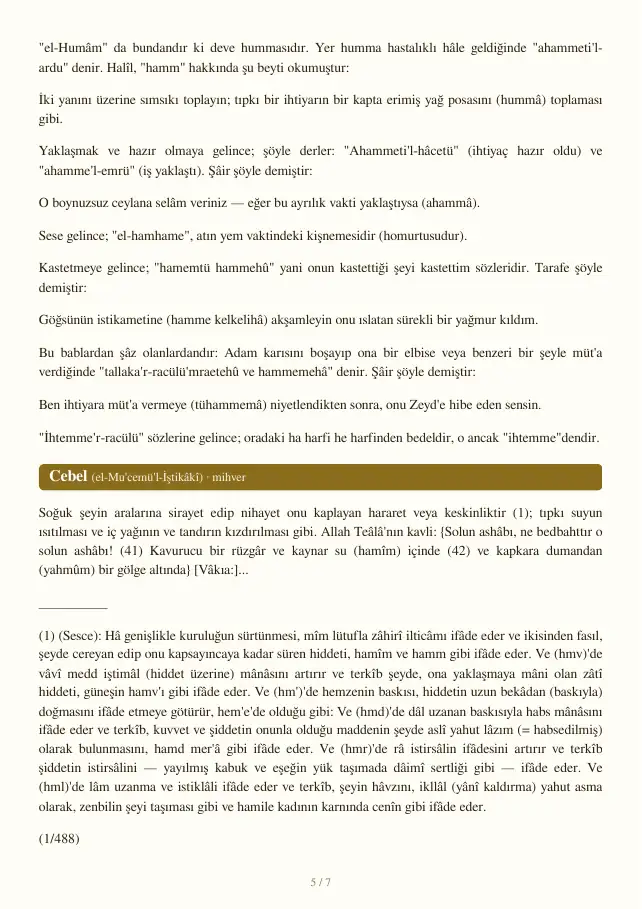 "el-Humâm" da bundandır ki deve hummasıdır. Yer humma hastalıklı hâle geldiğinde "ahammeti'l-
ardu" denir. Halîl, "hamm" hakkında şu beyti okumuştur:
İki yanını üzerine sımsıkı toplayın; tıpkı bir ihtiyarın bir kapta erimiş yağ posasını (hummâ) toplaması
gibi.
Yaklaşmak ve hazır olmaya gelince; şöyle derler: "Ahammeti'l-hâcetü" (ihtiyaç hazır oldu) ve
"ahamme'l-emrü" (iş yaklaştı). Şâir şöyle demiştir:
O boynuzsuz ceylana selâm veriniz — eğer bu ayrılık vakti yaklaştıysa (ahammâ).
Sese gelince; "el-hamhame", atın yem vaktindeki kişnemesidir (homurtusudur).
Kastetmeye gelince; "hamemtü hammehû" yani onun kastettiği şeyi kastettim sözleridir. Tarafe şöyle
demiştir:
Göğsünün istikametine (hamme kelkelihâ) akşamleyin onu ıslatan sürekli bir yağmur kıldım.
Bu bablardan şâz olanlardandır: Adam karısını boşayıp ona bir elbise veya benzeri bir şeyle müt'a
verdiğinde "tallaka'r-racülü'mraetehû ve hammemehâ" denir. Şâir şöyle demiştir:
Ben ihtiyara müt'a vermeye (tühammemâ) niyetlendikten sonra, onu Zeyd'e hibe eden sensin.
"İhtemme'r-racülü" sözlerine gelince; oradaki ha harfi he harfinden bedeldir, o ancak "ihtemme"dendir.
Cebel (el-Mu'cemü'l-İştikâkî) · mihver
Soğuk şeyin aralarına sirayet edip nihayet onu kaplayan hararet veya keskinliktir (1); tıpkı suyun
ısıtılması ve iç yağının ve tandırın kızdırılması gibi. Allah Teâlâ'nın kavli: {Solun ashâbı, ne bedbahttır o
solun ashâbı! (41) Kavurucu bir rüzgâr ve kaynar su (hamîm) içinde (42) ve kapkara dumandan
(yahmûm) bir gölge altında} [Vâkıa:]...
(1) (Sesce): Hâ genişlikle kuruluğun sürtünmesi, mîm lütufla zâhirî ilticâmı ifâde eder ve ikisinden fasıl,
şeyde cereyan edip onu kapsayıncaya kadar süren hiddeti, hamîm ve hamm gibi ifâde eder. Ve (hmv)'de
vâvî medd iştimâl (hiddet üzerine) mânâsını artırır ve terkîb şeyde, ona yaklaşmaya mâni olan zâtî
hiddeti, güneşin hamv'ı gibi ifâde eder. Ve (hm')'de hemzenin baskısı, hiddetin uzun bekâdan (baskıyla)
doğmasını ifâde etmeye götürür, hem'e'de olduğu gibi: Ve (hmd)'de dâl uzanan baskısıyla habs mânâsını
ifâde eder ve terkîb, kuvvet ve şiddetin onunla olduğu maddenin şeyde aslî yahut lâzım (= habsedilmiş)
olarak bulunmasını, hamd mer'â gibi ifâde eder. Ve (hmr)'de râ istirsâlin ifâdesini artırır ve terkîb
şiddetin istirsâlini — yayılmış kabuk ve eşeğin yük taşımada dâimî sertliği gibi — ifâde eder. Ve
(hml)'de lâm uzanma ve istiklâli ifâde eder ve terkîb, şeyin hâvzını, ikllâl (yânî kaldırma) yahut asma
olarak, zenbilin şeyi taşıması gibi ve hamile kadının karnında cenîn gibi ifâde eder.
(1/488)
5 / 7